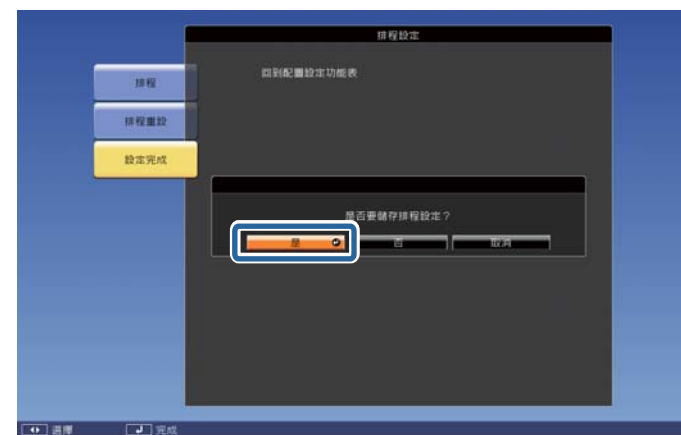 排程設定
回到配置設定功能表
排程
排程重設
設定完成
是否要儲存排程設定？
是 否 取消
選擇 完成